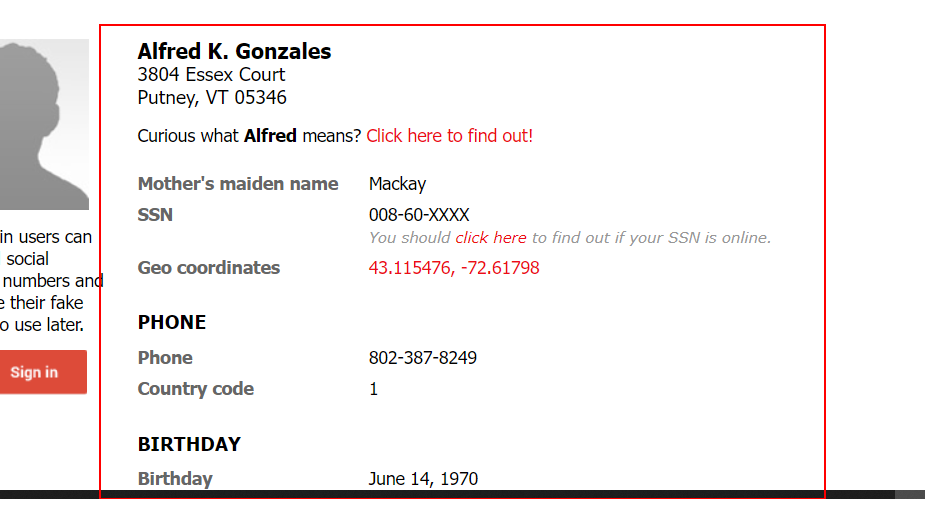 Alfred K. Gonzales
3804 Essex Court
Putney, VT 05346
Curious what Alfred means? Click here to find out!
Mother's maiden name Mackay
SSN 008-60-XXXX
You should click here to find out if your SSN is online.
Geo coordinates 43.115476, -72.61798
PHONE
Phone 802-387-8249
Country code 1
BIRTHDAY
Birthday June 14, 1970
in users can
social
numbers and
their fake
use later.
Sign in